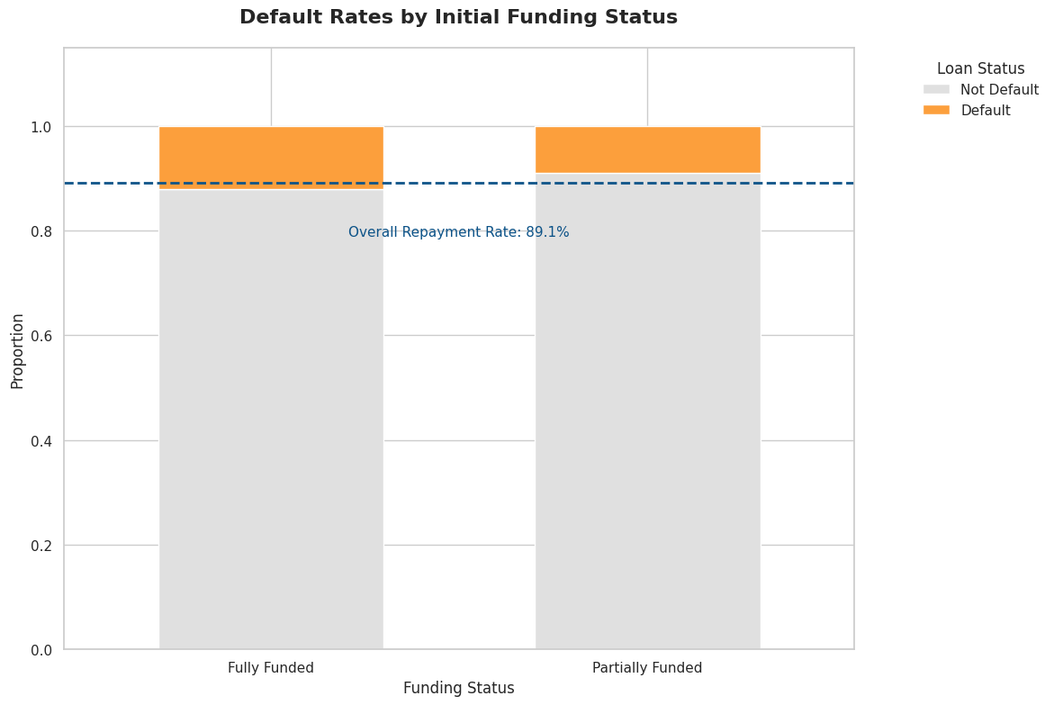 Default Rates by Initial Funding Status
Loan Status
Not Default
Default
1.0
0.8
0.6
0.4
0.2
0.0
Proportion
Overall Repayment Rate: 89.1%
Fully Funded
Partially Funded
Funding Status